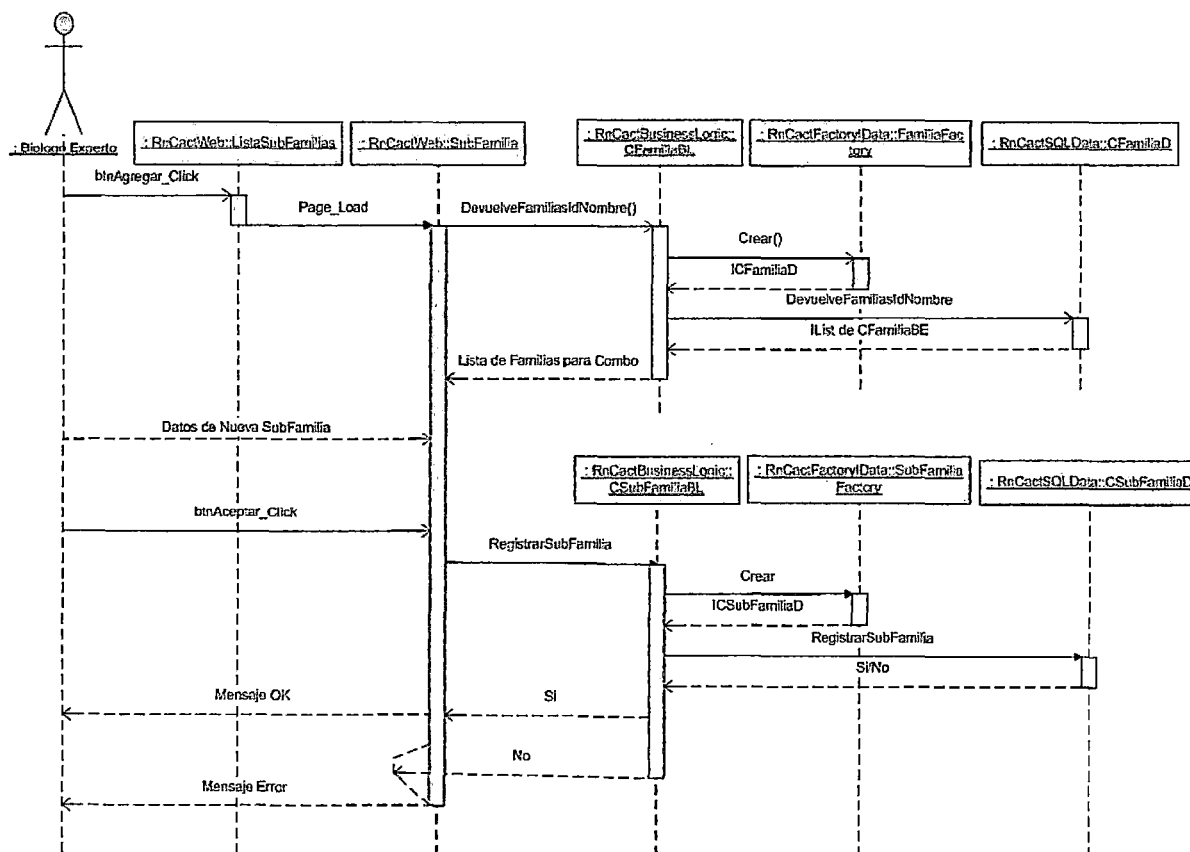 : Biologo Experto
: RnCactWeb::ListaSubFamilias
: RnCactWeb::SubFamilia
: RnCactBusinessLogic::
CFamiliaBL
: RnCactFactoryIData::FamiliaFac
tory
: RnCactSQLData::CFamiliaD
btnAgregar_Click
Page_Load
DevuelveFamiliasIdNombre()
Crear()
ICFamiliaD
DevuelveFamiliasIdNombre
IList de CFamiliaBE
Lista de Familias para Combo
Datos de Nueva SubFamilia
: RnCactBusinessLogic::
CSubFamiliaBL
: RnCactFactoryIData::SubFamilia
Factory
: RnCactSQLData::CSubFamiliaD
btnAceptar_Click
RegistrarSubFamilia
Crear
ICSubFamiliaD
RegistrarSubFamilia
Si/No
Mensaje OK
Si
No
Mensaje Error